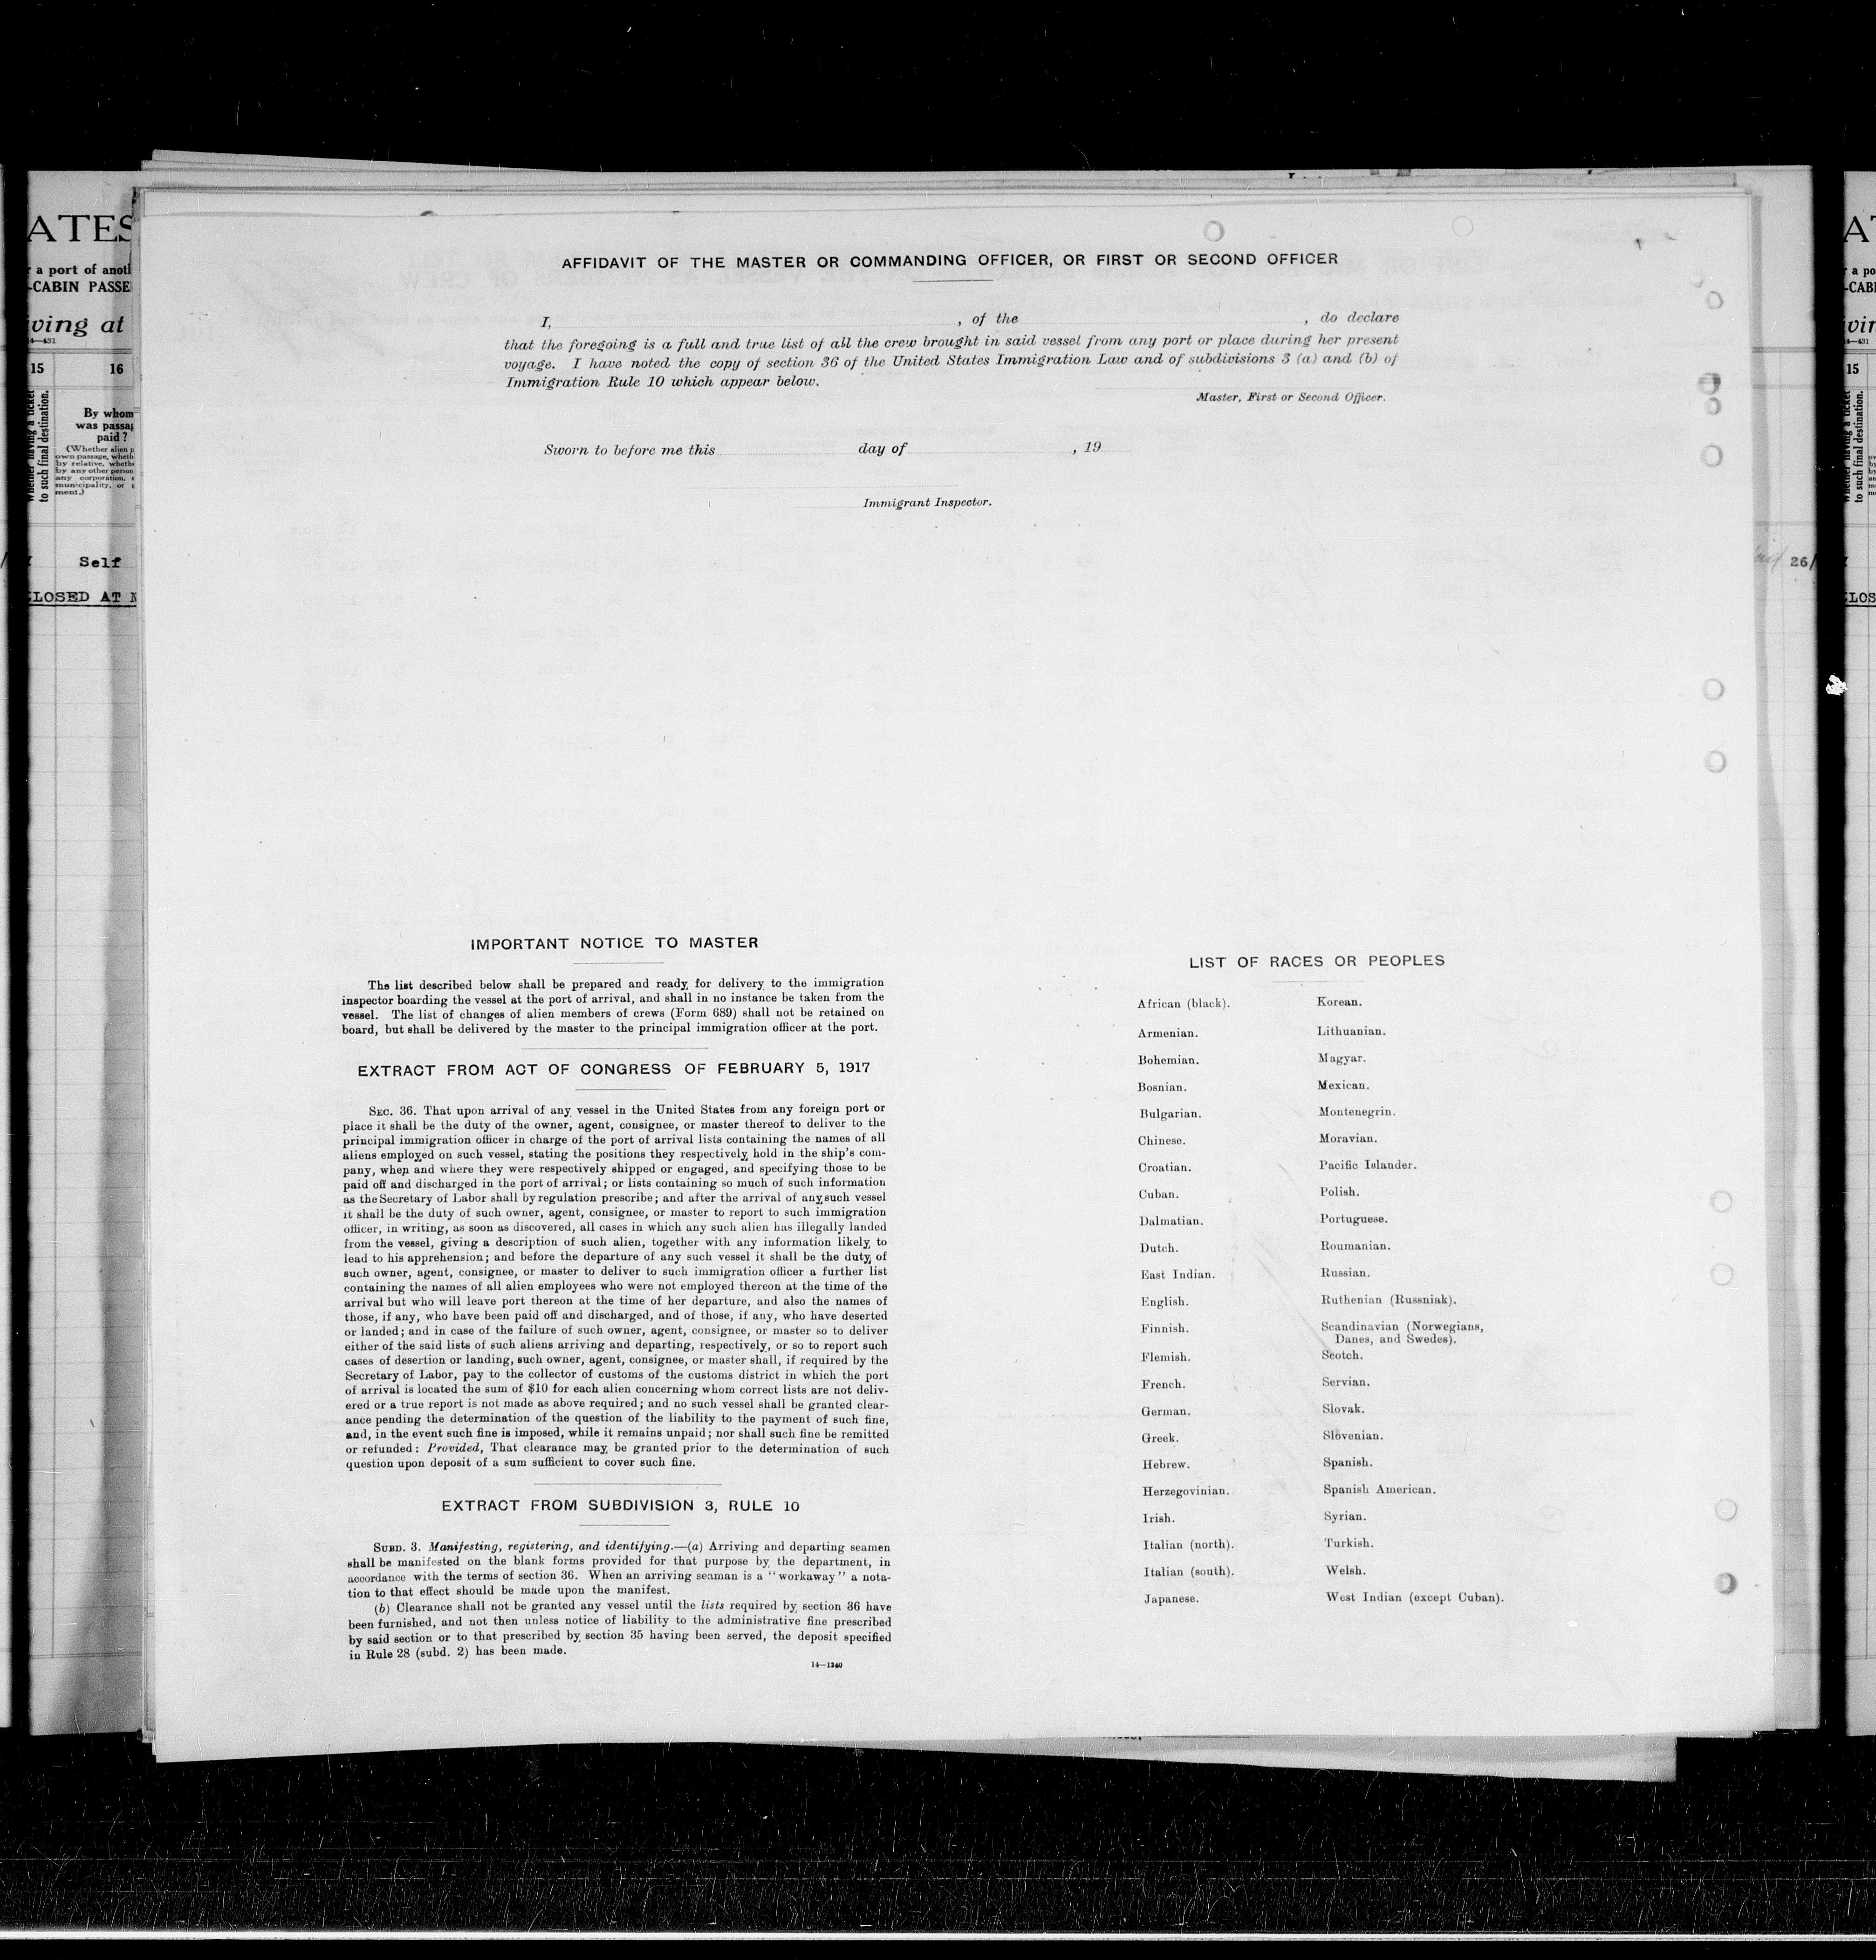 AFFIDAVIT OF THE MASTER OR COMMANDING OFFICER, OR FIRST OR SECOND OFFICER
I, , of the , do declare
that the foregoing is a full and true list of all the crew brought in said vessel from any port or place during her present
voyage. I have noted the copy of section 36 of the United States Immigration Law and of subdivisions 3 (a) and (b) of
Immigration Rule 10 which appear below.
Master, First or Second Officer.
Sworn to before me this day of , 19
Immigrant Inspector.
IMPORTANT NOTICE TO MASTER
The list described below shall be prepared and ready for delivery to the immigration
inspector boarding the vessel at the port of arrival, and shall in no instance be taken from the
vessel. The list of changes of alien members of crews (Form 689) shall not be retained on
board, but shall be delivered by the master to the principal immigration officer at the port.
EXTRACT FROM ACT OF CONGRESS OF FEBRUARY 5, 1917
SEC. 36. That upon arrival of any vessel in the United States from any foreign port or
place it shall be the duty of the owner, agent, consignee, or master thereof to deliver to the
principal immigration officer in charge of the port of arrival lists containing the names of all
aliens employed on such vessel, stating the positions they respectively hold in the ship's com-
pany, when and where they were respectively shipped or engaged, and specifying those to be
paid off and discharged in the port of arrival; or lists containing so much of such information
as the Secretary of Labor shall by regulation prescribe; and after the arrival of any such vessel
it shall be the duty of such owner, agent, consignee, or master to report to such immigration
officer, in writing, as soon as discovered, all cases in which any such alien has illegally landed
from the vessel, giving a description of such alien, together with any information likely to
lead to his apprehension; and before the departure of any such vessel it shall be the duty of
such owner, agent, consignee, or master to deliver to such immigration officer a further list
containing the names of all alien employees who were not employed thereon at the time of the
arrival but who will leave port thereon at the time of her departure, and also the names of
those, if any, who have been paid off and discharged, and of those, if any, who have deserted
or landed; and in case of the failure of such owner, agent, consignee, or master so to deliver
either of the said lists of such aliens arriving and departing, respectively, or so to report such
cases of desertion or landing, such owner, agent, consignee, or master shall, if required by the
Secretary of Labor, pay to the collector of customs of the customs district in which the port
of arrival is located the sum of $10 for each alien concerning whom correct lists are not deliv-
ered or a true report is not made as above required; and no such vessel shall be granted clear-
ance pending the determination of the question of the liability to the payment of such fine,
and, in the event such fine is imposed, while it remains unpaid; nor shall such fine be remitted
or refunded: Provided, That clearance may be granted prior to the determination of such
question upon deposit of a sum sufficient to cover such fine.
EXTRACT FROM SUBDIVISION 3, RULE 10
SUBD. 3. Manifesting, registering, and identifying.—(a) Arriving and departing seamen
shall be manifested on the blank forms provided for that purpose by the department, in
accordance with the terms of section 36. When an arriving seaman is a "workaway" a nota-
tion to that effect should be made upon the manifest.
(b) Clearance shall not be granted any vessel until the lists required by section 36 have
been furnished, and not then unless notice of liability to the administrative fine prescribed
by said section or to that prescribed by section 35 having been served, the deposit specified
in Rule 28 (subd. 2) has been made.
14—1240
LIST OF RACES OR PEOPLES
African (black).
Armenian.
Bohemian.
Bosnian.
Bulgarian.
Chinese.
Croatian.
Cuban.
Dalmatian.
Dutch.
East Indian.
English.
Finnish.
Flemish.
French.
German.
Greek.
Hebrew.
Herzegovinian.
Irish.
Italian (north).
Italian (south).
Japanese.
Korean.
Lithuanian.
Magyar.
Mexican.
Montenegrin.
Moravian.
Pacific Islander.
Polish.
Portuguese.
Roumanian.
Russian.
Ruthenian (Russniak).
Scandinavian (Norwegians,
Danes, and Swedes).
Scotch.
Servian.
Slovak.
Slovenian.
Spanish.
Spanish American.
Syrian.
Turkish.
Welsh.
West Indian (except Cuban).
ATES
a port of anot
-CABIN PASSE
ving at
15 16
to such final destination.
By whom
was passa
paid?
Self
LOSED AT
26/
15